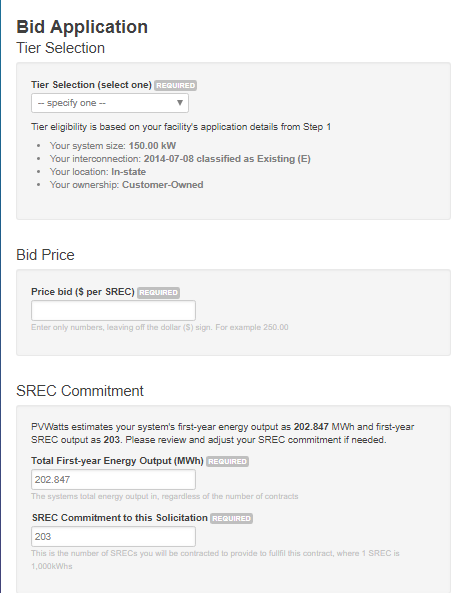 Bid Application
Tier Selection
Tier Selection (select one) REQUIRED
-- specify one --
Tier eligibility is based on your facility's application details from Step 1
Your system size: 150.00 kW
Your interconnection: 2014-07-08 classified as Existing (E)
Your location: In-state
Your ownership: Customer-Owned
Bid Price
Price bid ($ per SREC) REQUIRED
Enter only numbers, leaving off the dollar ($) sign. For example 250.00
SREC Commitment
PVWatts estimates your system's first-year energy output as 202.847 MWh and first-year
SREC output as 203. Please review and adjust your SREC commitment if needed.
Total First-year Energy Output (MWh) REQUIRED
202.847
The systems total energy output in, regardless of the number of contracts
SREC Commitment to this Solicitation REQUIRED
203
This is the number of SRECs you will be contracted to provide to fullfil this contract, where 1 SREC is
1,000kWhs